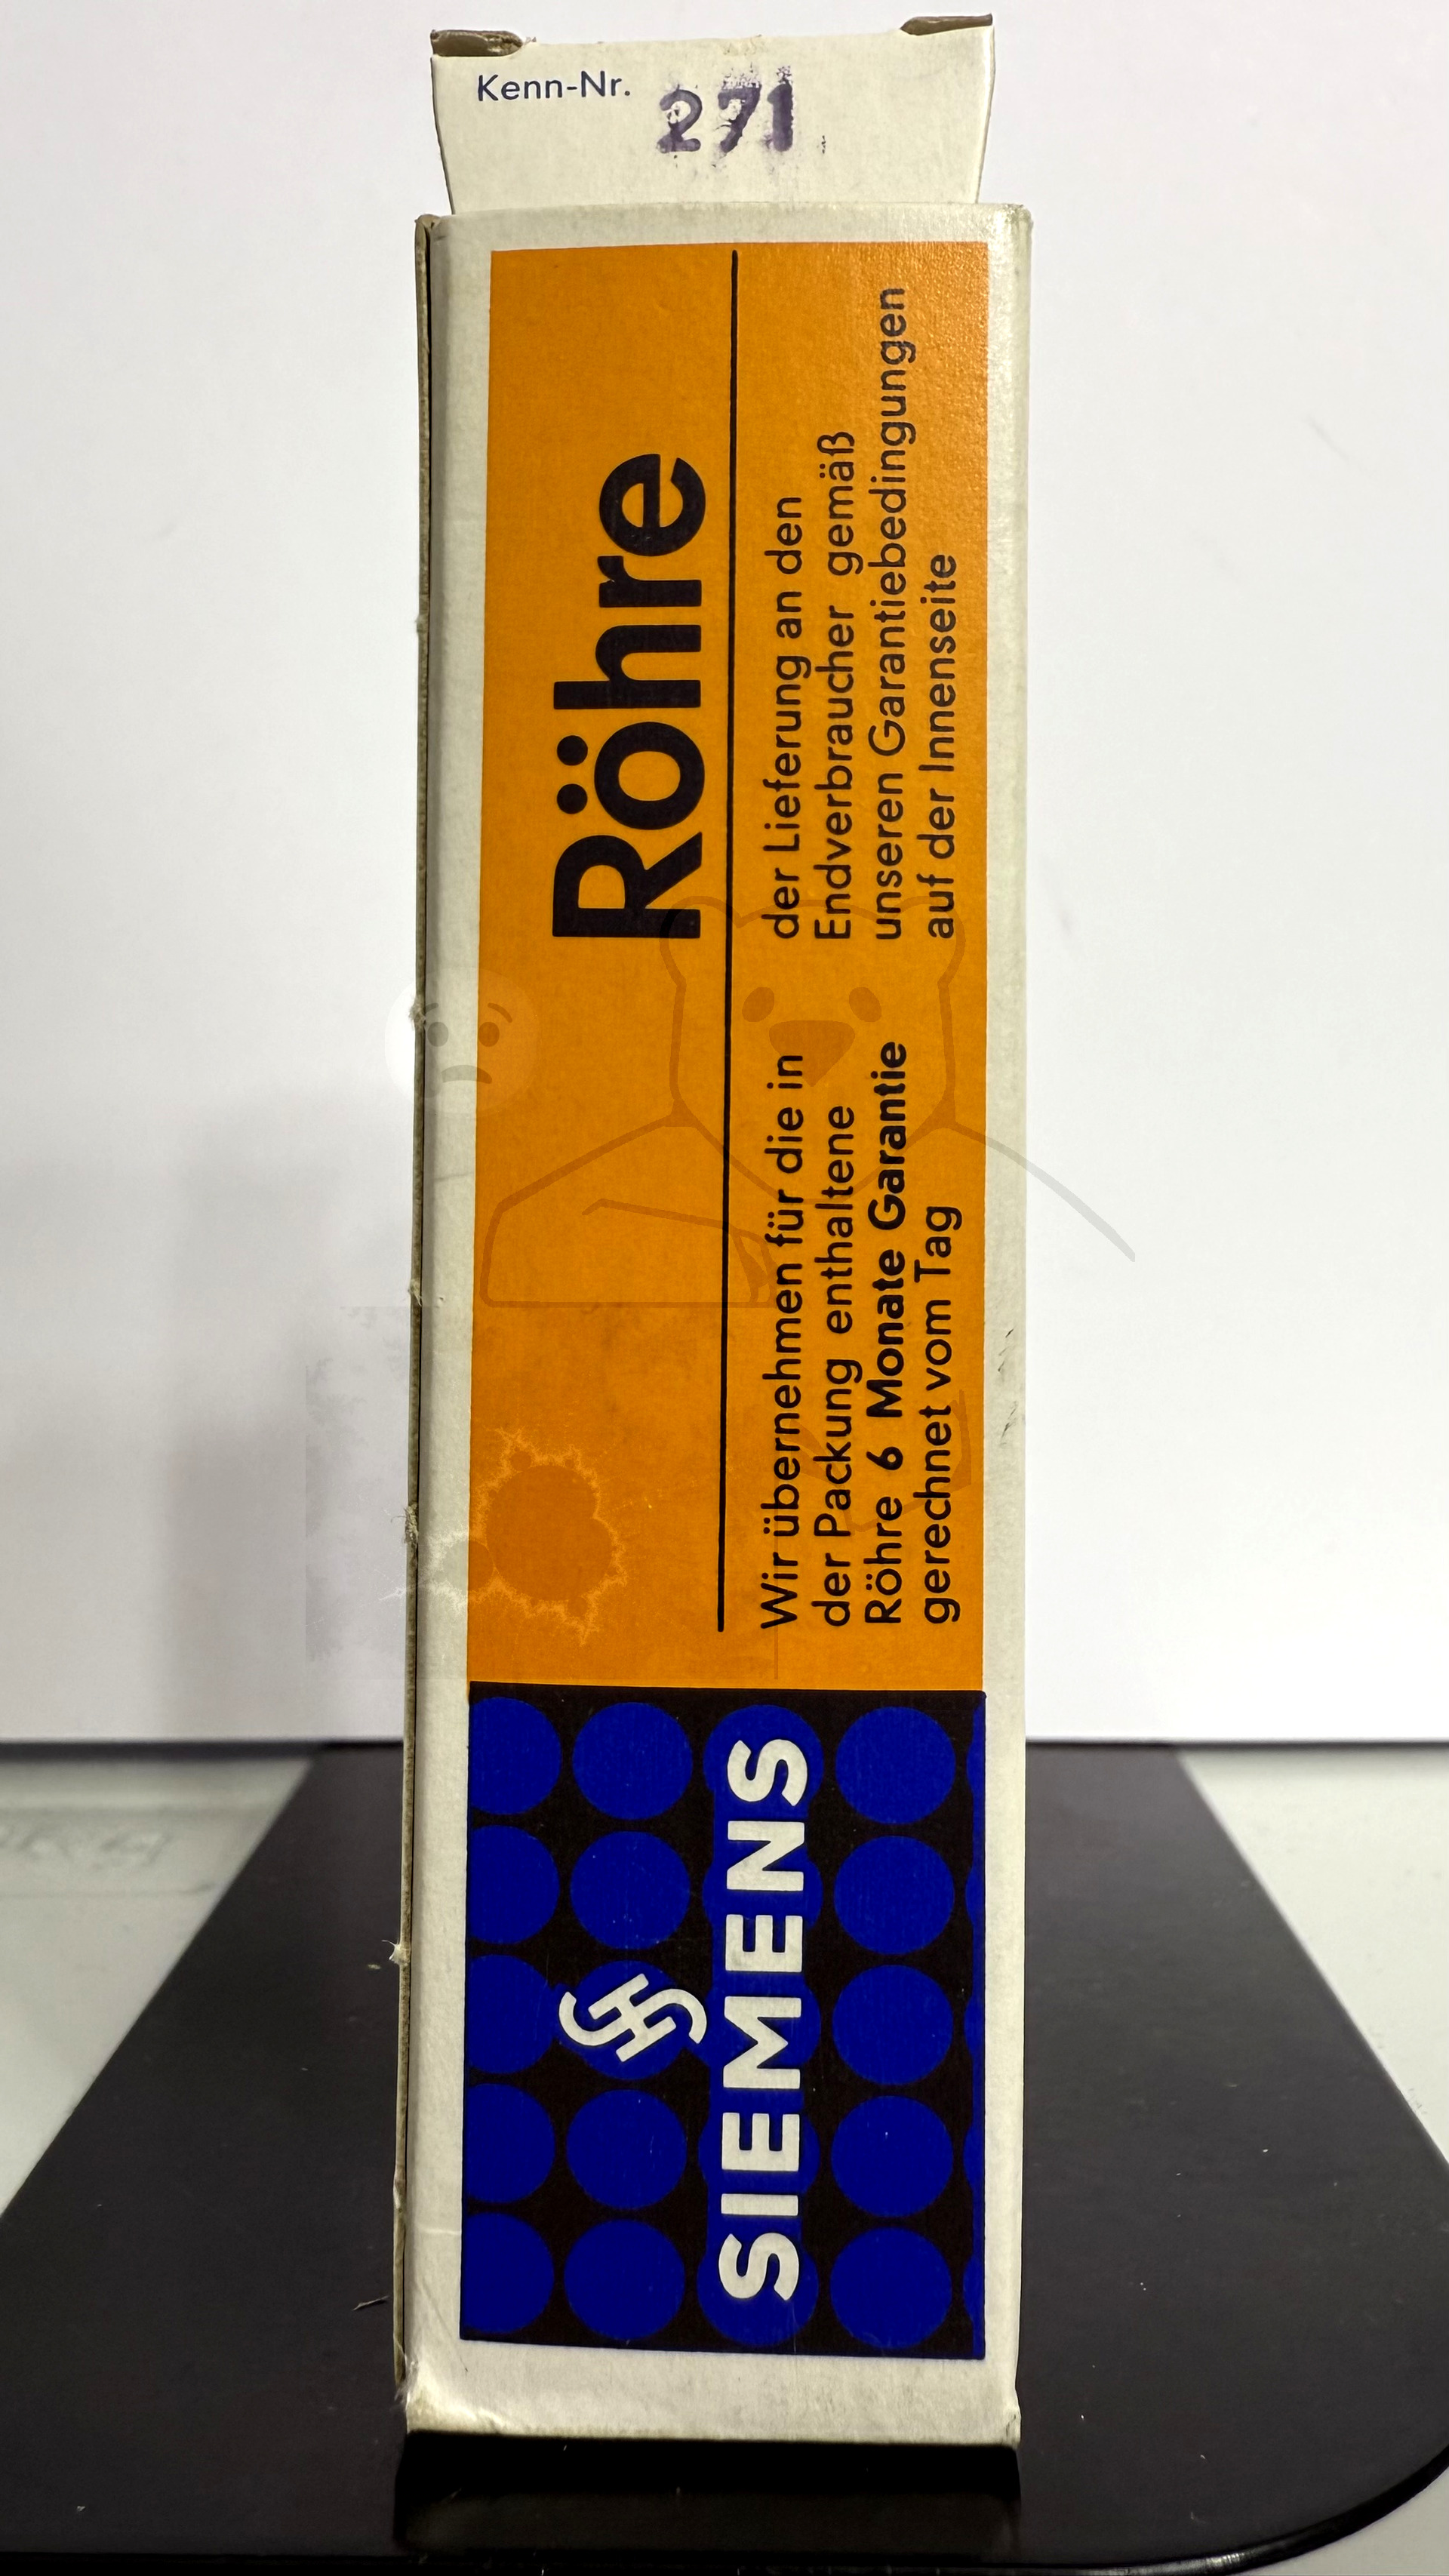 Kenn-Nr. 271
Röhre
Wir übernehmen für die in
der Packung enthaltene
Röhre 6 Monate Garantie
gerechnet vom Tag
der Lieferung an den
Endverbraucher gemäß
unseren Garantiebedingungen
auf der Innenseite
SIEMENS